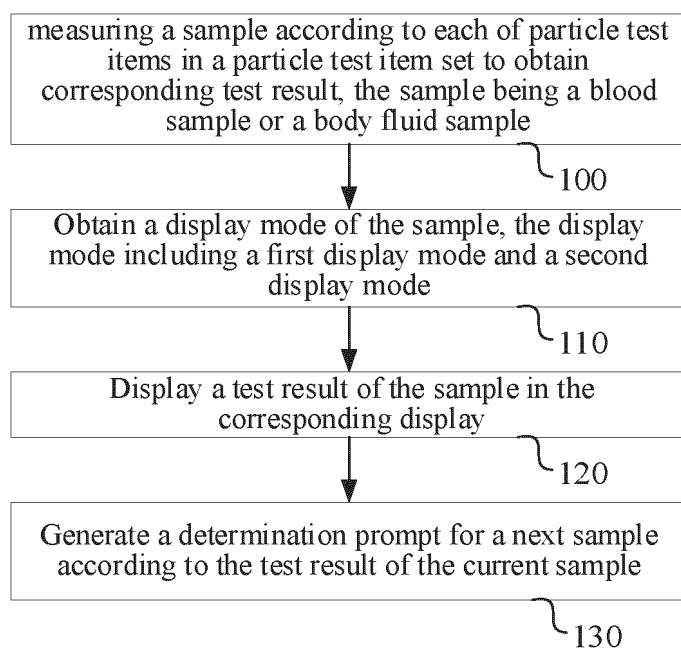 measuring a sample according to each of particle test
items in a particle test item set to obtain
corresponding test result, the sample being a blood
sample or a body fluid sample
100
Obtain a display mode of the sample, the display
mode including a first display mode and a second
display mode
110
Display a test result of the sample in the
corresponding display
120
Generate a determination prompt for a next sample
according to the test result of the current sample
130